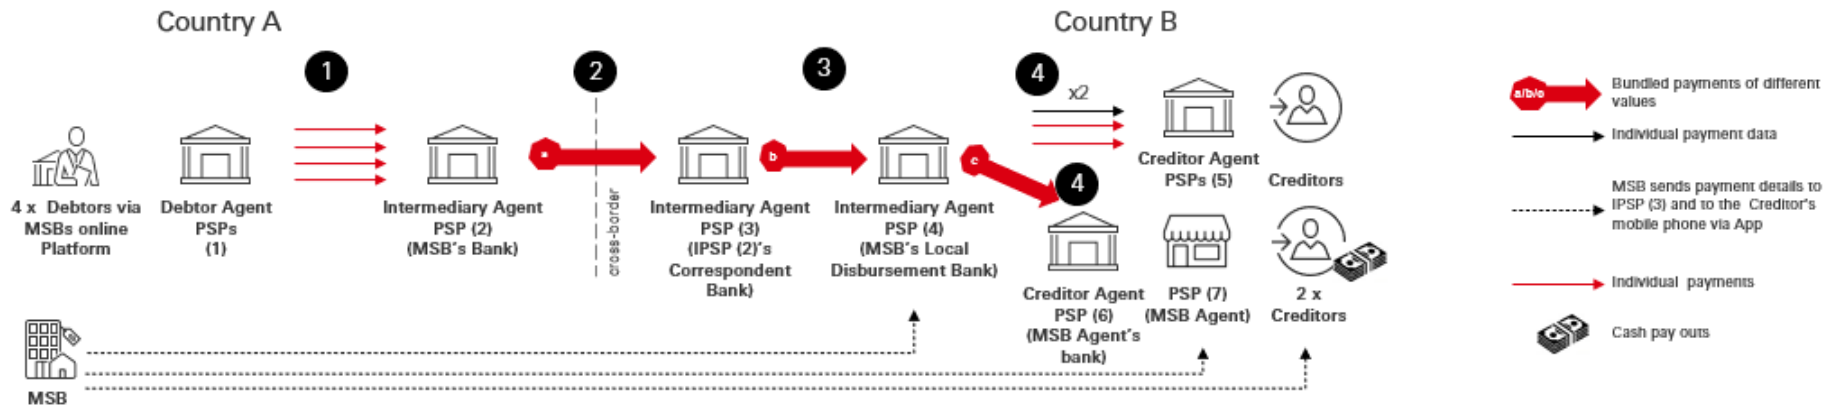 Country A
Country B
1
2
3
4
x2
4
4 x Debtors via
MSBs online
Platform
Debtor Agent
PSPs
(1)
Intermediary Agent
PSP (2)
(MSB's Bank)
a
cross-border
Intermediary Agent
PSP (3)
(IPSP (2)'s
Correspondent
Bank)
b
Intermediary Agent
PSP (4)
(MSB's Local
Disbursement Bank)
c
Creditor Agent
PSPs (5)
Creditors
Creditor Agent
PSP (6)
(MSB Agent's
bank)
PSP (7)
(MSB Agent)
2 x
Creditors
MSB
a/b/c
Bundled payments of different
values
Individual payment data
MSB sends payment details to
IPSP (3) and to the Creditor's
mobile phone via App
Individual payments
Cash pay outs